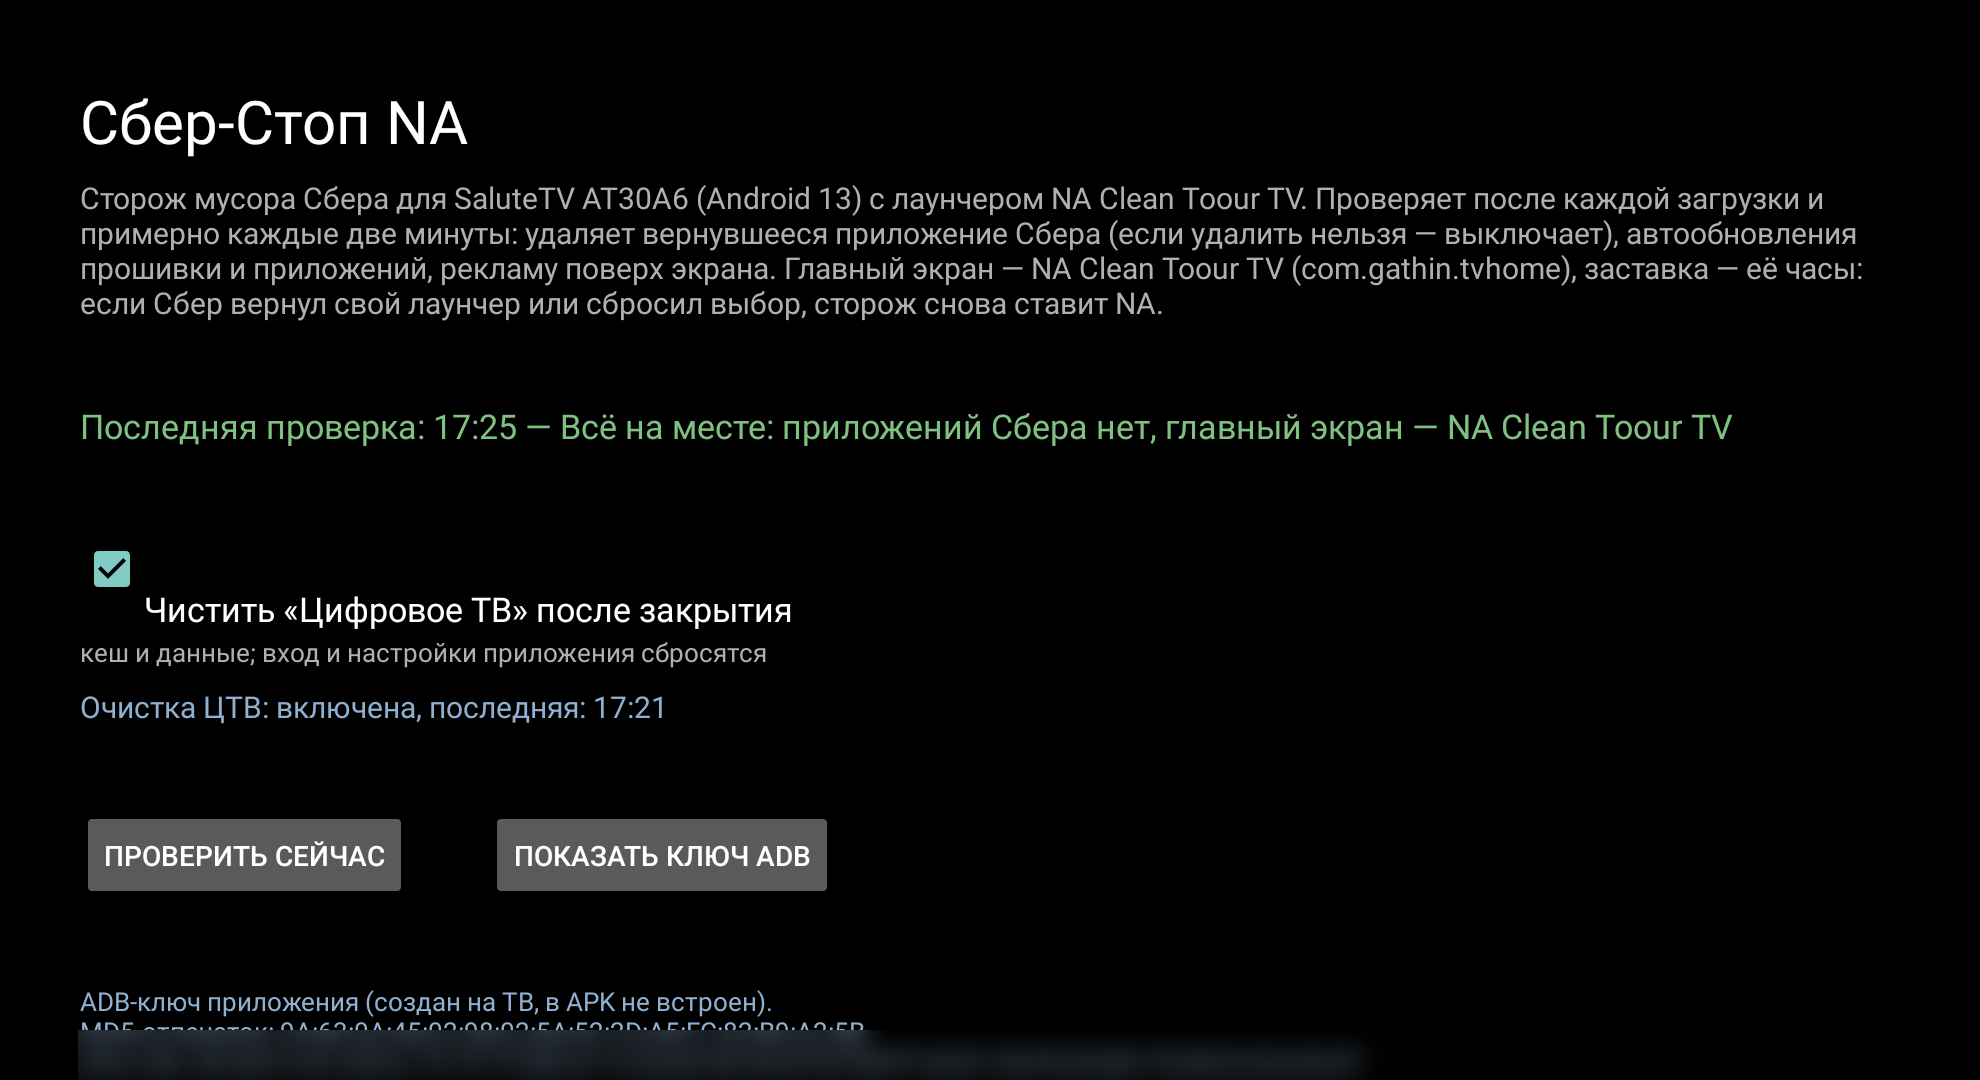 Сбер-Стоп NA
Сторож мусора Сбера для SaluteTV AT30A6 (Android 13) с лаунчером NA Clean Toour TV. Проверяет после каждой загрузки и
примерно каждые две минуты: удаляет вернувшееся приложение Сбера (если удалить нельзя — выключает), автообновления
прошивки и приложений, рекламу поверх экрана. Главный экран — NA Clean Toour TV (com.gathin.tvhome), заставка — её часы:
если Сбер вернул свой лаунчер или сбросил выбор, сторож снова ставит NA.
Последняя проверка: 17:25 — Всё на месте: приложений Сбера нет, главный экран — NA Clean Toour TV
Чистить «Цифровое ТВ» после закрытия
кеш и данные; вход и настройки приложения сбросятся
Очистка ЦТВ: включена, последняя: 17:21
ПРОВЕРИТЬ СЕЙЧАС
ПОКАЗАТЬ КЛЮЧ ADB
ADB-ключ приложения (создан на ТВ, в APK не встроен).
MD5-отпечаток: